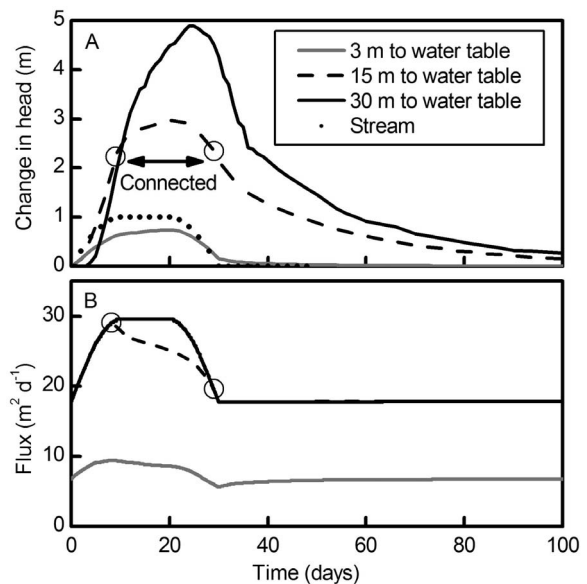 A
Change in head (m)
5
4
3
2
1
0
3 m to water table
15 m to water table
30 m to water table
Stream
Connected
B
Flux (m² d⁻¹)
30
20
10
0
0 20 40 60 80 100
Time (days)